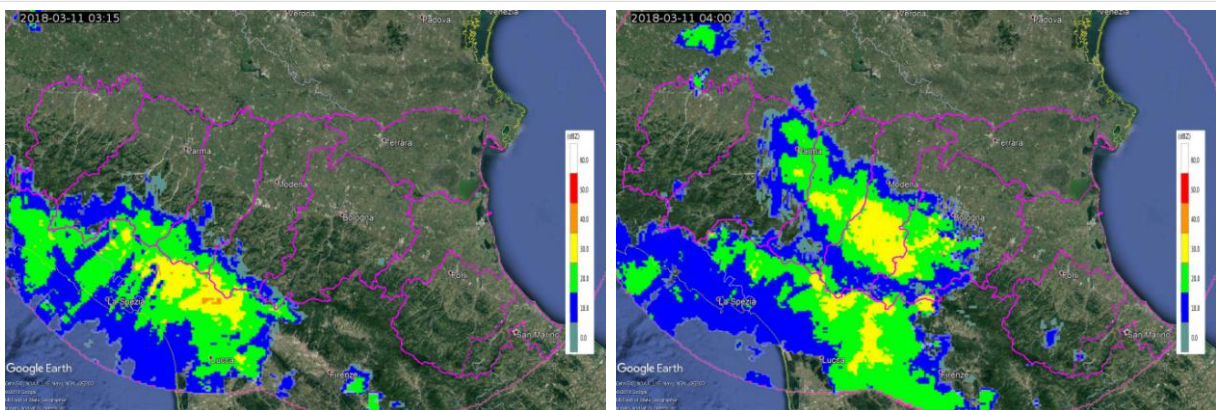 2018-03-11 03:15
Verona
Padova
Venezia
Parma
Ferrara
Modena
Bologna
Forlì
La Spezia
San Marino
Lucca
Firenze
Google Earth
(dBZ)
60.0
50.0
40.0
30.0
20.0
10.0
0.0
2018-03-11 04:00
Verona
Padova
Venezia
Parma
Ferrara
Modena
Bologna
Forlì
La Spezia
San Marino
Lucca
Firenze
Google Earth
(dBZ)
60.0
50.0
40.0
30.0
20.0
10.0
0.0